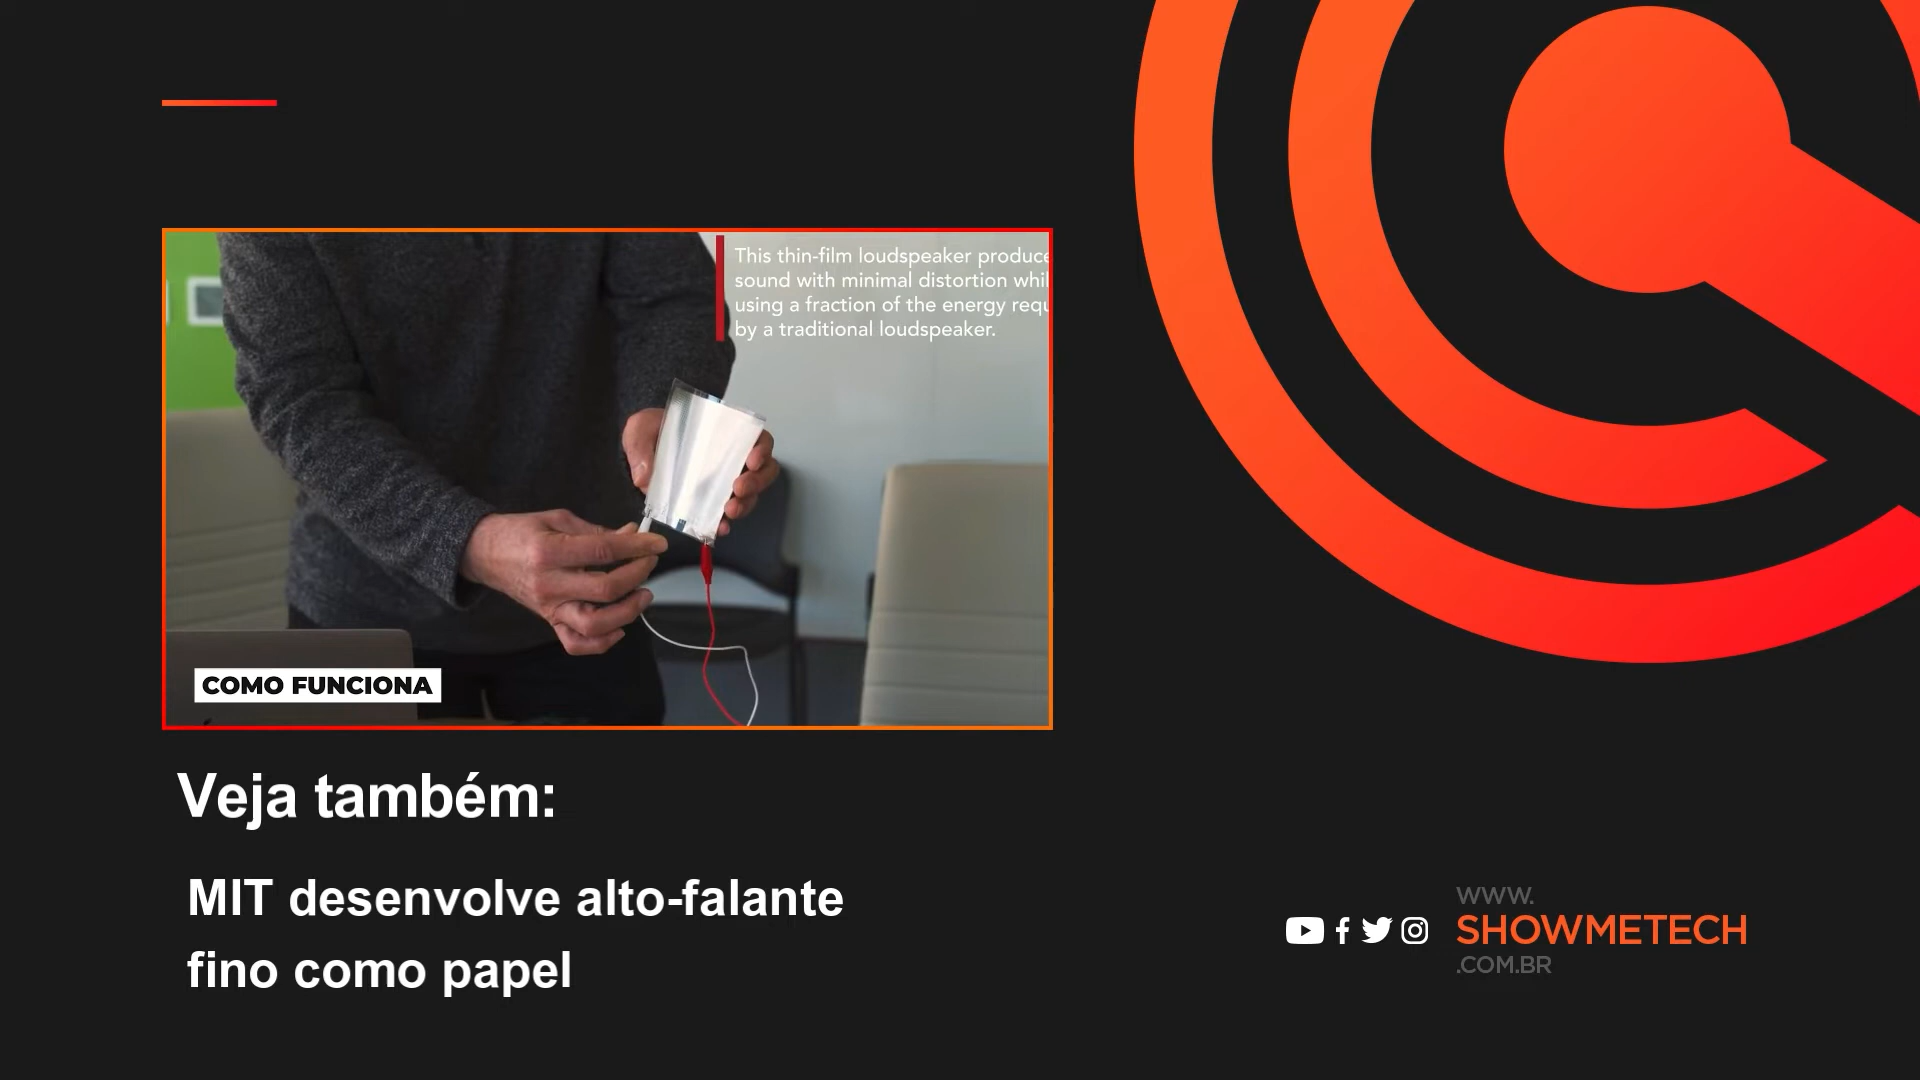 This thin-film loudspeaker produce
sound with minimal distortion whil
using a fraction of the energy requ
by a traditional loudspeaker.
COMO FUNCIONA
Veja também:
MIT desenvolve alto-falante
fino como papel
WWW.
SHOWMETECH
.COM.BR